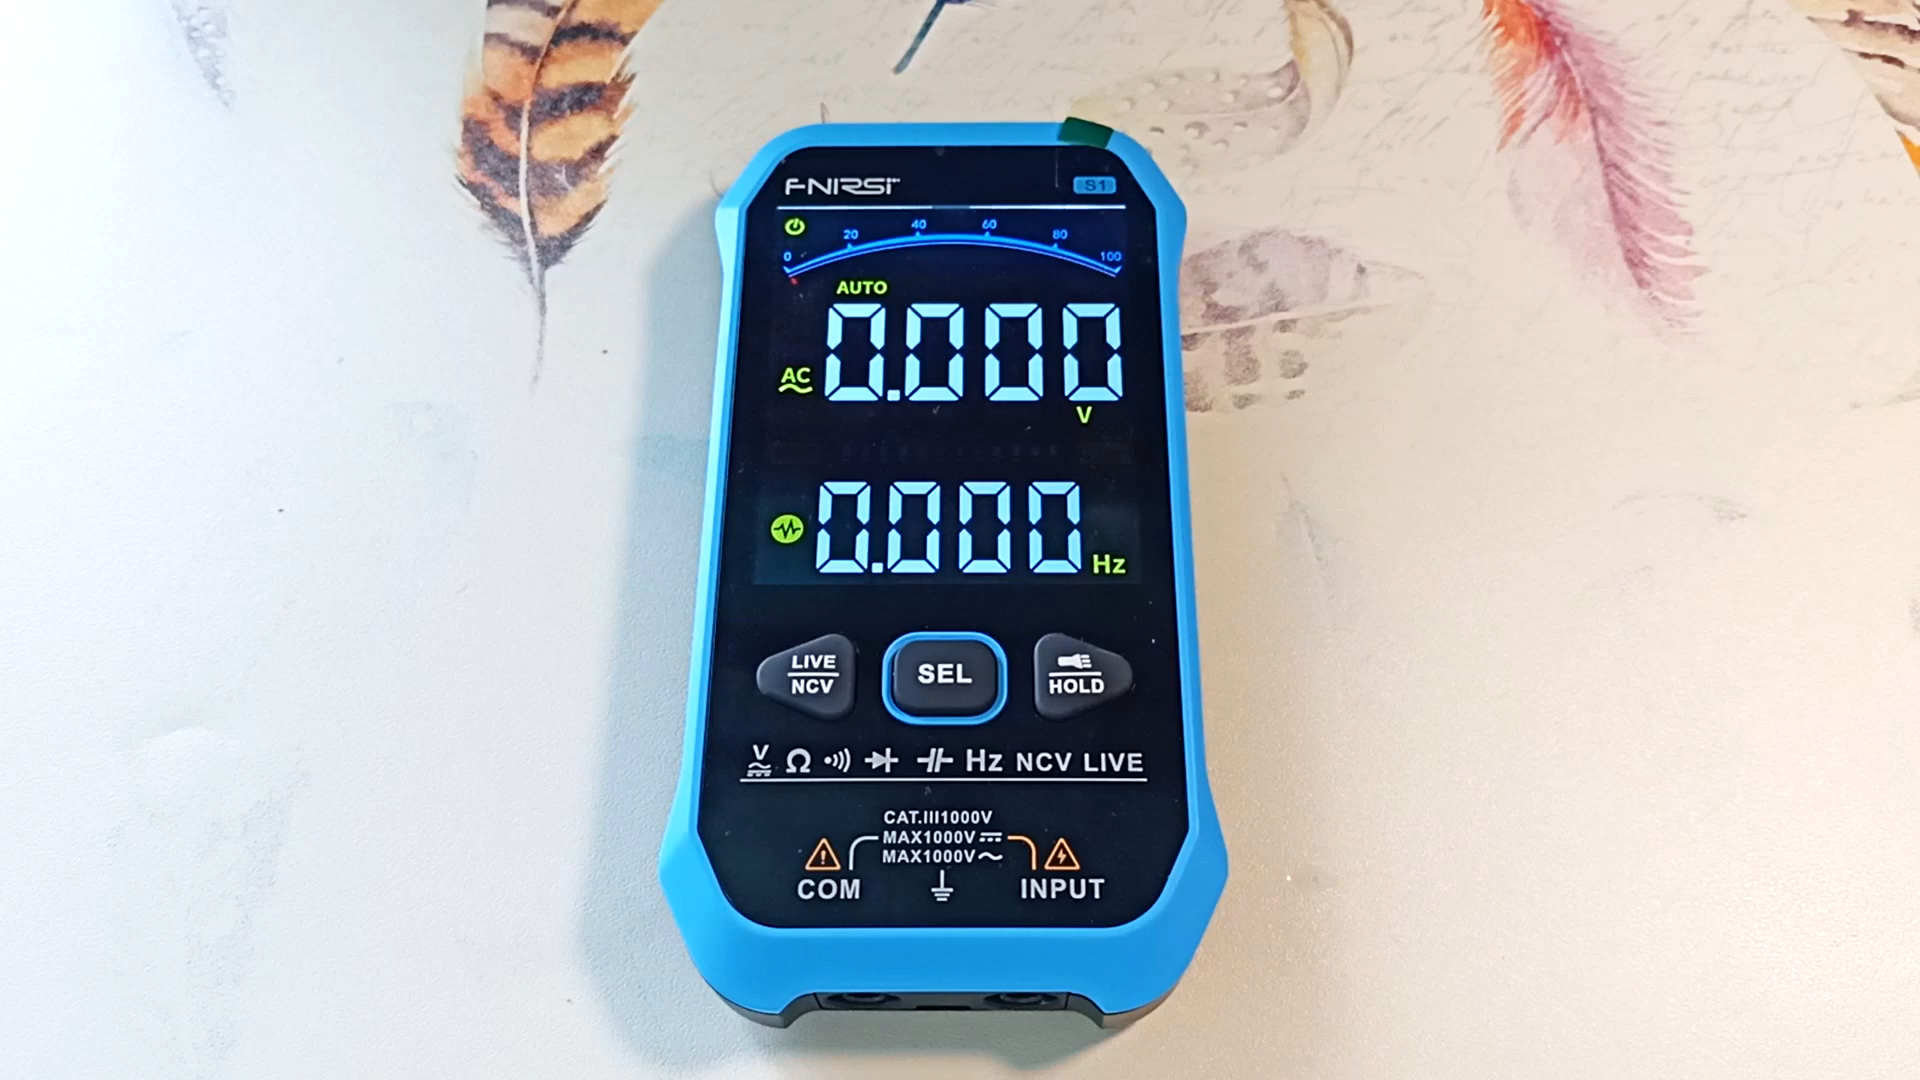 FNIRSI S1
0 20 40 60 80 100
AUTO
AC 0.000
V
0.000 Hz
LIVE
NCV
SEL
HOLD
V Ω Hz NCV LIVE
CAT.III1000V
MAX1000V
MAX1000V
COM INPUT